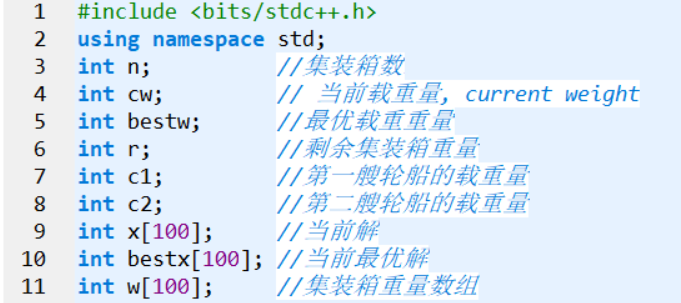 1 #include <bits/stdc++.h>
2 using namespace std;
3 int n; //集装箱数
4 int cw; // 当前载重量, current weight
5 int bestw; //最优载重重量
6 int r; //剩余集装箱重量
7 int c1; //第一艘轮船的载重量
8 int c2; //第二艘轮船的载重量
9 int x[100]; //当前解
10 int bestx[100]; //当前最优解
11 int w[100]; //集装箱重量数组